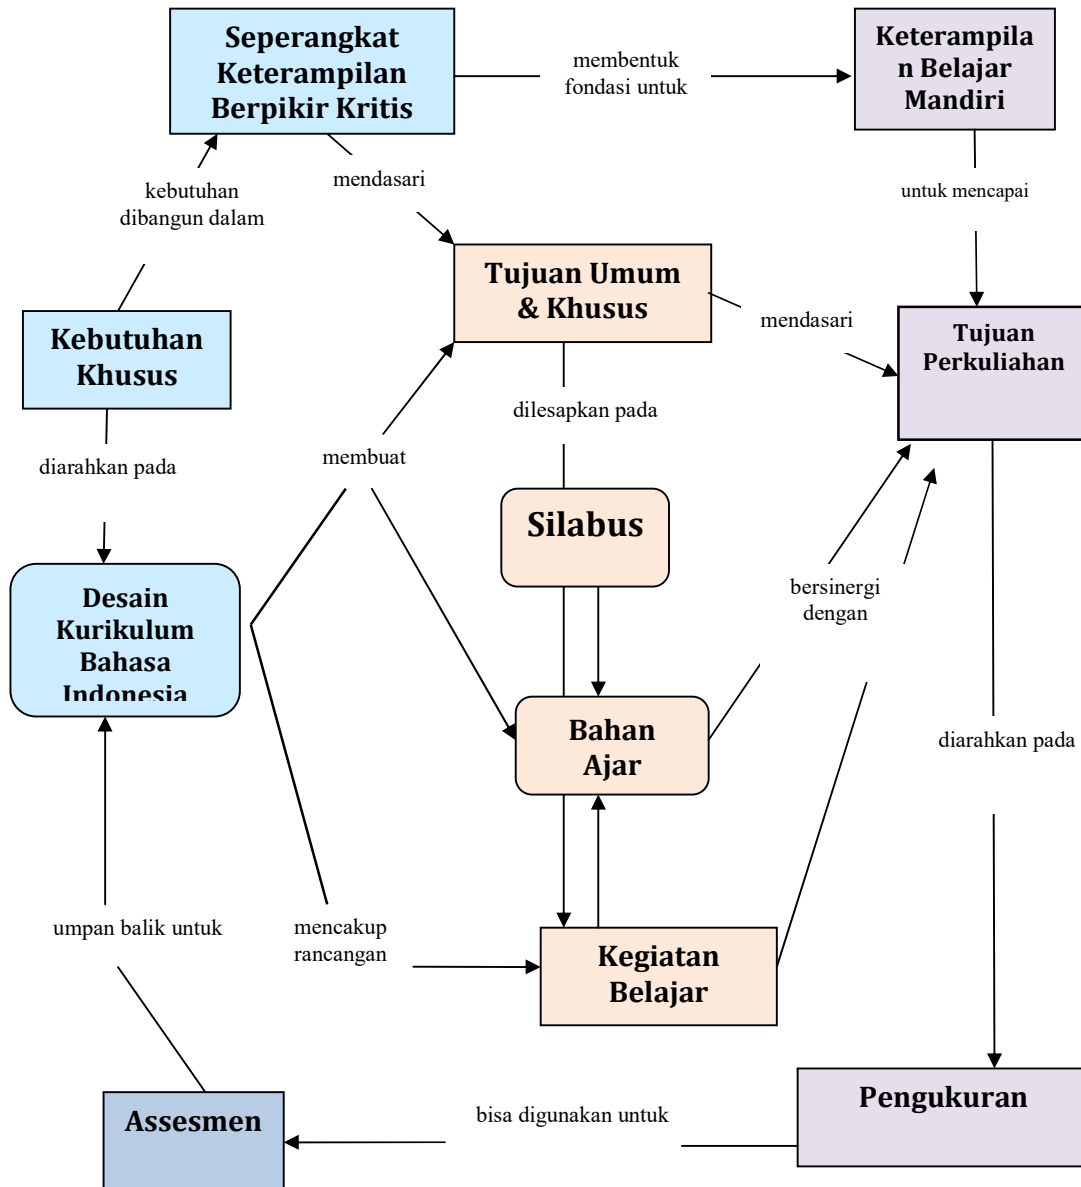 Seperangkat
Keterampilan
Berpikir Kritis
membentuk
fondasi untuk
Keterampila
n Belajar
Mandiri
kebutuhan
dibangun dalam
mendasari
untuk mencapai
Tujuan Umum
& Khusus
mendasari
Tujuan
Perkuliahan
Kebutuhan
Khusus
dilesapkan pada
diarahkan pada
membuat
Silabus
bersinergi
dengan
Desain
Kurikulum
Bahasa
Indonesia
Bahan
Ajar
diarahkan pada
umpan balik untuk
mencakup
rancangan
Kegiatan
Belajar
Assesmen
bisa digunakan untuk
Pengukuran